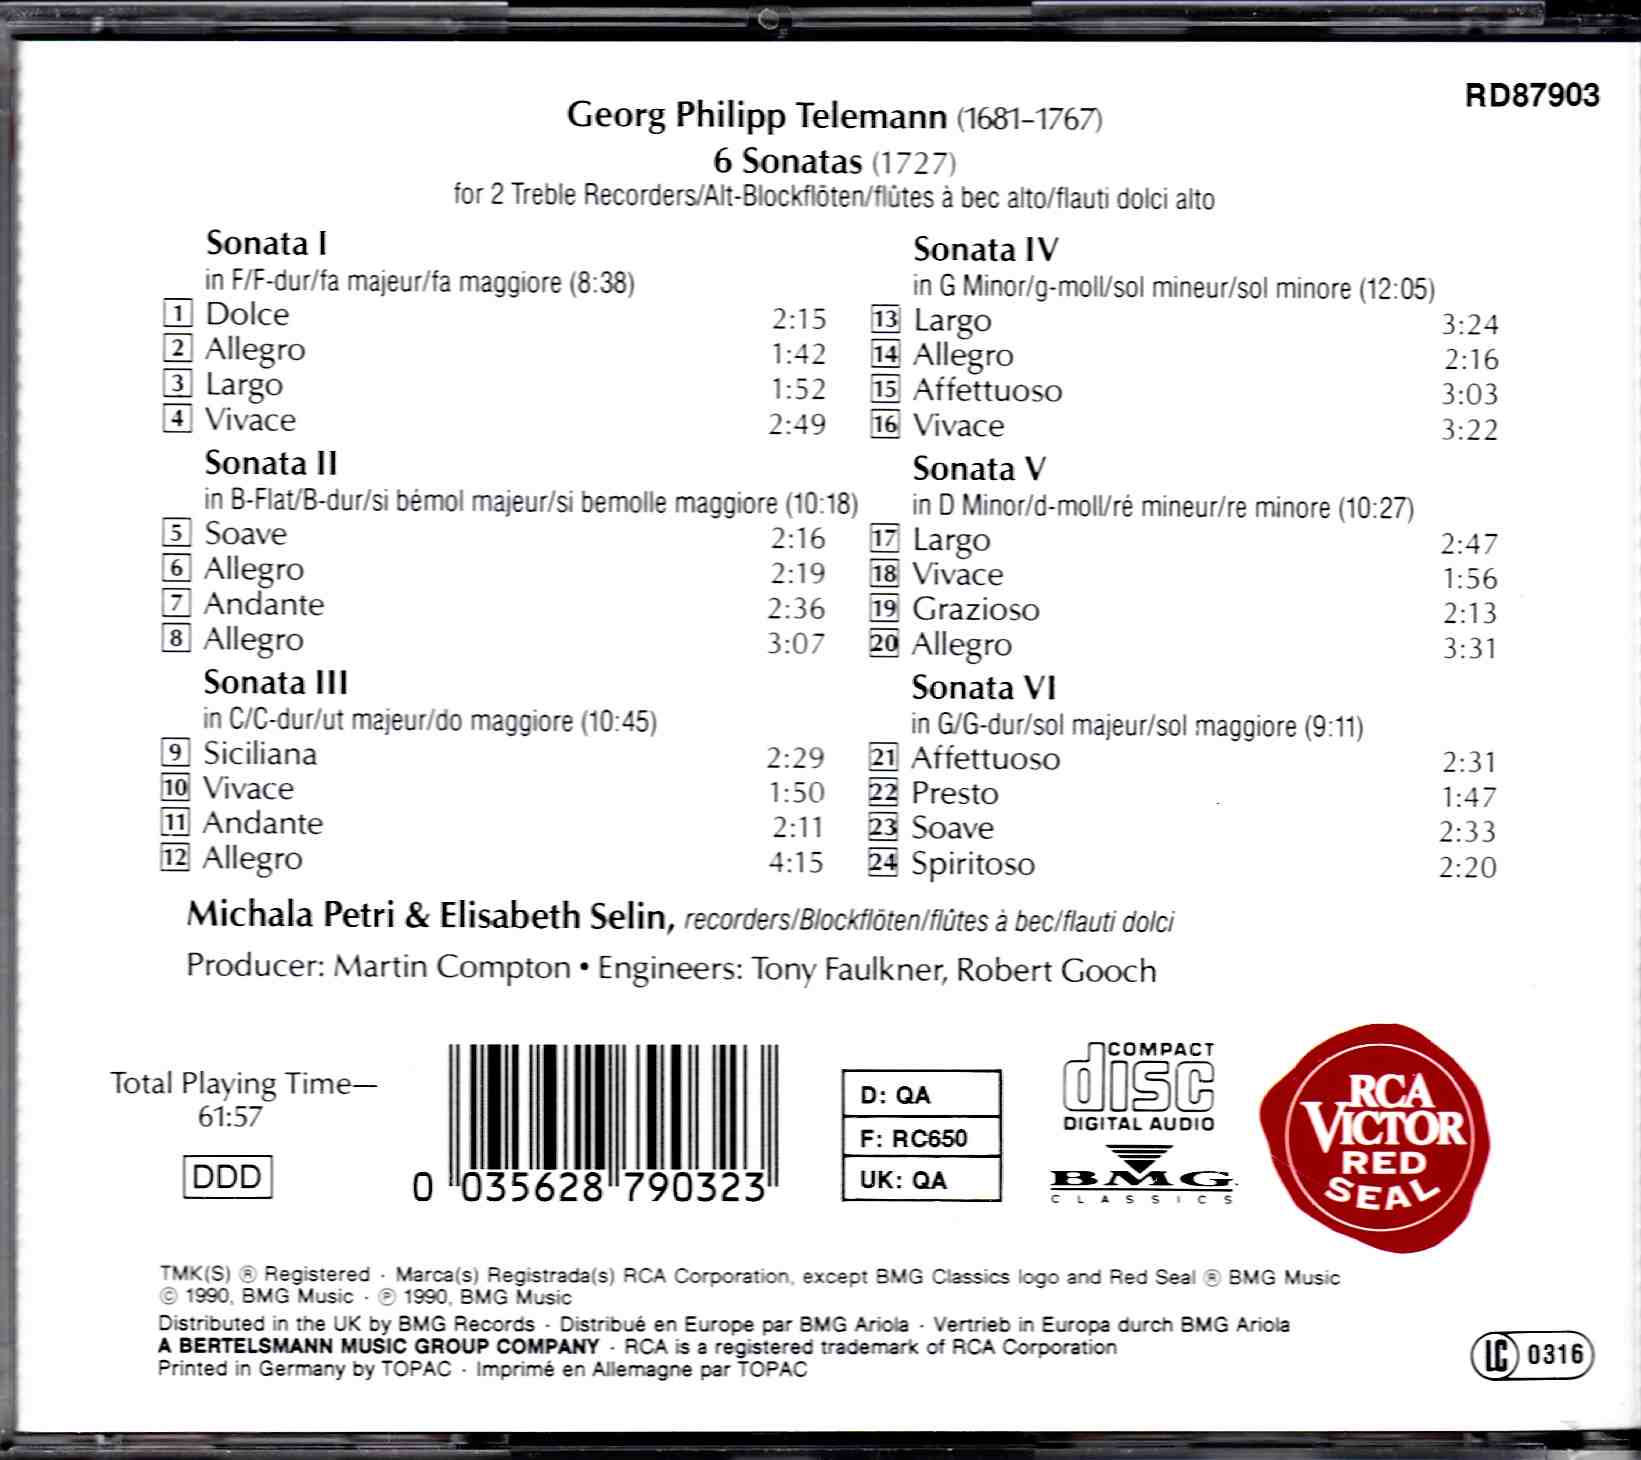 RD87903
Georg Philipp Telemann (1681–1767)
6 Sonatas (1727)
for 2 Treble Recorders/Alt-Blockflöten/flûtes à bec alto/flauti dolci alto
Sonata I
in F/F-dur/fa majeur/fa maggiore (8:38)
1 Dolce 2:15
2 Allegro 1:42
3 Largo 1:52
4 Vivace 2:49
Sonata II
in B-Flat/B-dur/si bémol majeur/si bemolle maggiore (10:18)
5 Soave 2:16
6 Allegro 2:19
7 Andante 2:36
8 Allegro 3:07
Sonata III
in C/C-dur/ut majeur/do maggiore (10:45)
9 Siciliana 2:29
10 Vivace 1:50
11 Andante 2:11
12 Allegro 4:15
Sonata IV
in G Minor/g-moll/sol mineur/sol minore (12:05)
13 Largo 3:24
14 Allegro 2:16
15 Affettuoso 3:03
16 Vivace 3:22
Sonata V
in D Minor/d-moll/ré mineur/re minore (10:27)
17 Largo 2:47
18 Vivace 1:56
19 Grazioso 2:13
20 Allegro 3:31
Sonata VI
in G/G-dur/sol majeur/sol maggiore (9:11)
21 Affettuoso 2:31
22 Presto 1:47
23 Soave 2:33
24 Spiritoso 2:20
Michala Petri & Elisabeth Selin, recorders/Blockflöten/flûtes à bec/flauti dolci
Producer: Martin Compton • Engineers: Tony Faulkner, Robert Gooch
Total Playing Time—
61:57
DDD
0 035628 790323
D: QA
F: RC650
UK: QA
COMPACT
disc
DIGITAL AUDIO
BMG
CLASSICS
RCA
VICTOR
RED
SEAL
TMK(S) ® Registered · Marca(s) Registrada(s) RCA Corporation, except BMG Classics logo and Red Seal ® BMG Music
© 1990, BMG Music · ℗ 1990, BMG Music
Distributed in the UK by BMG Records · Distribué en Europe par BMG Ariola · Vertrieb in Europa durch BMG Ariola
A BERTELSMANN MUSIC GROUP COMPANY · RCA is a registered trademark of RCA Corporation
Printed in Germany by TOPAC · Imprimé en Allemagne par TOPAC
LC 0316